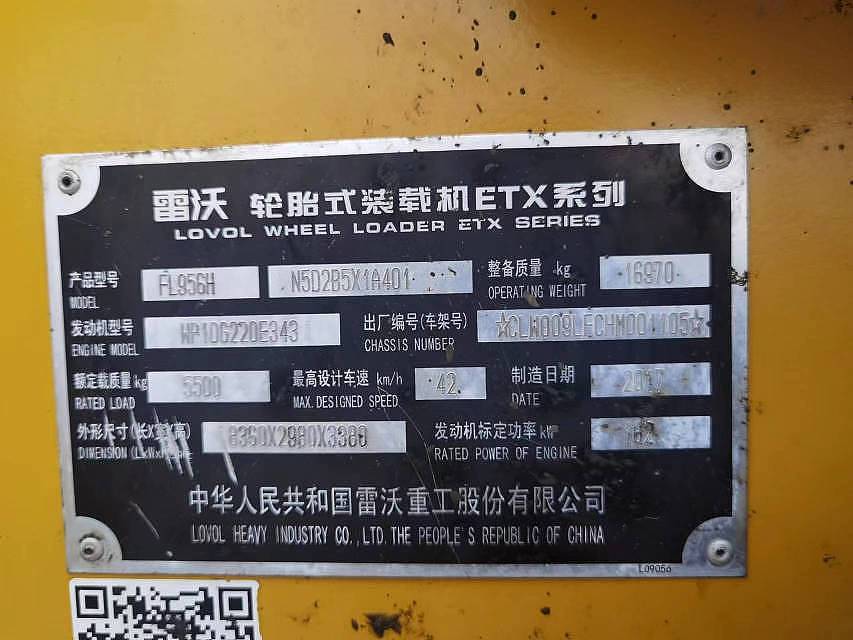 雷沃 轮胎式装载机ETX系列
LOVOL WHEEL LOADER ETX SERIES
产品型号 FL956H N5D2B5X1A401 整备质量 kg 16970
MODEL OPERATING WEIGHT
发动机型号 WP10G220E343 出厂编号(车架号)
ENGINE MODEL CHASSIS NUMBER
额定载质量kg 5500 最高设计车速 km/h 42 制造日期
RATED LOAD MAX.DESIGNED SPEED DATE
外形尺寸(长X宽X高) 发动机标定功率kW 162
DIMENSION RATED POWER OF ENGINE
中华人民共和国雷沃重工股份有限公司
LOVOL HEAVY INDUSTRY CO.,LTD.THE PEOPLE'S REPUBLIC OF CHINA
L09056